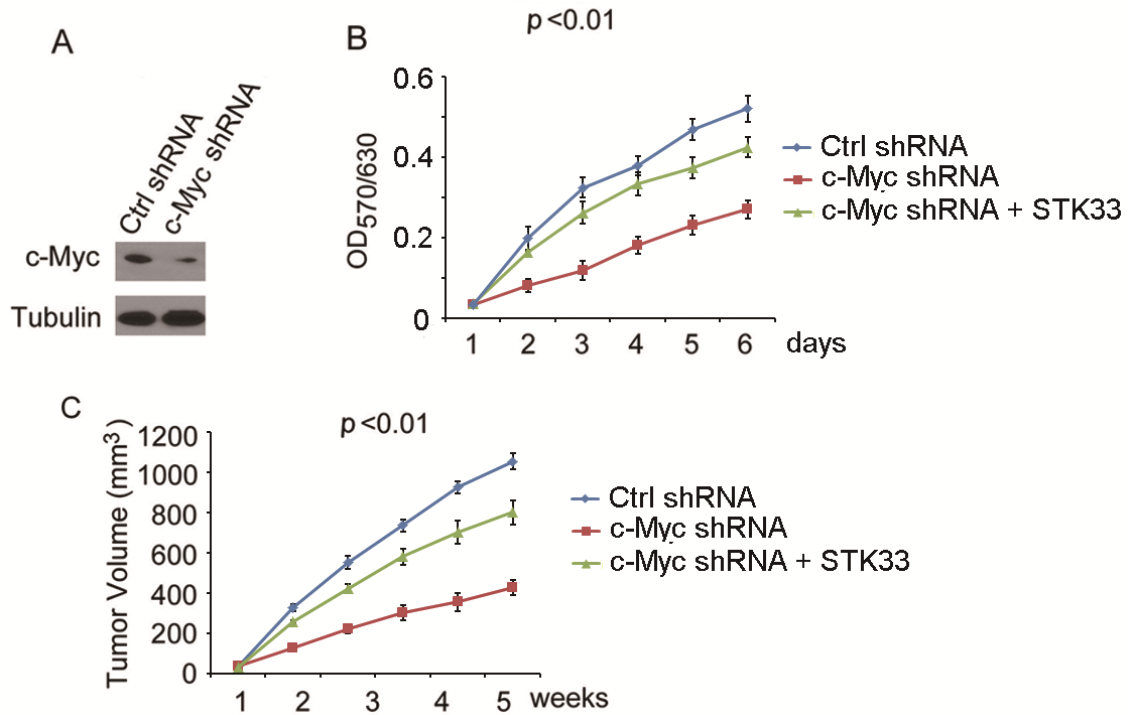 A
Ctrl shRNA
c-Myc shRNA
c-Myc
Tubulin
B
p <0.01
OD570/630
0.6
0.4
0.2
0
1 2 3 4 5 6 days
Ctrl shRNA
c-Myc shRNA
c-Myc shRNA + STK33
C
p <0.01
Tumor Volume (mm³)
1200
1000
800
600
400
200
0
1 2 3 4 5 weeks
Ctrl shRNA
c-Myc shRNA
c-Myc shRNA + STK33